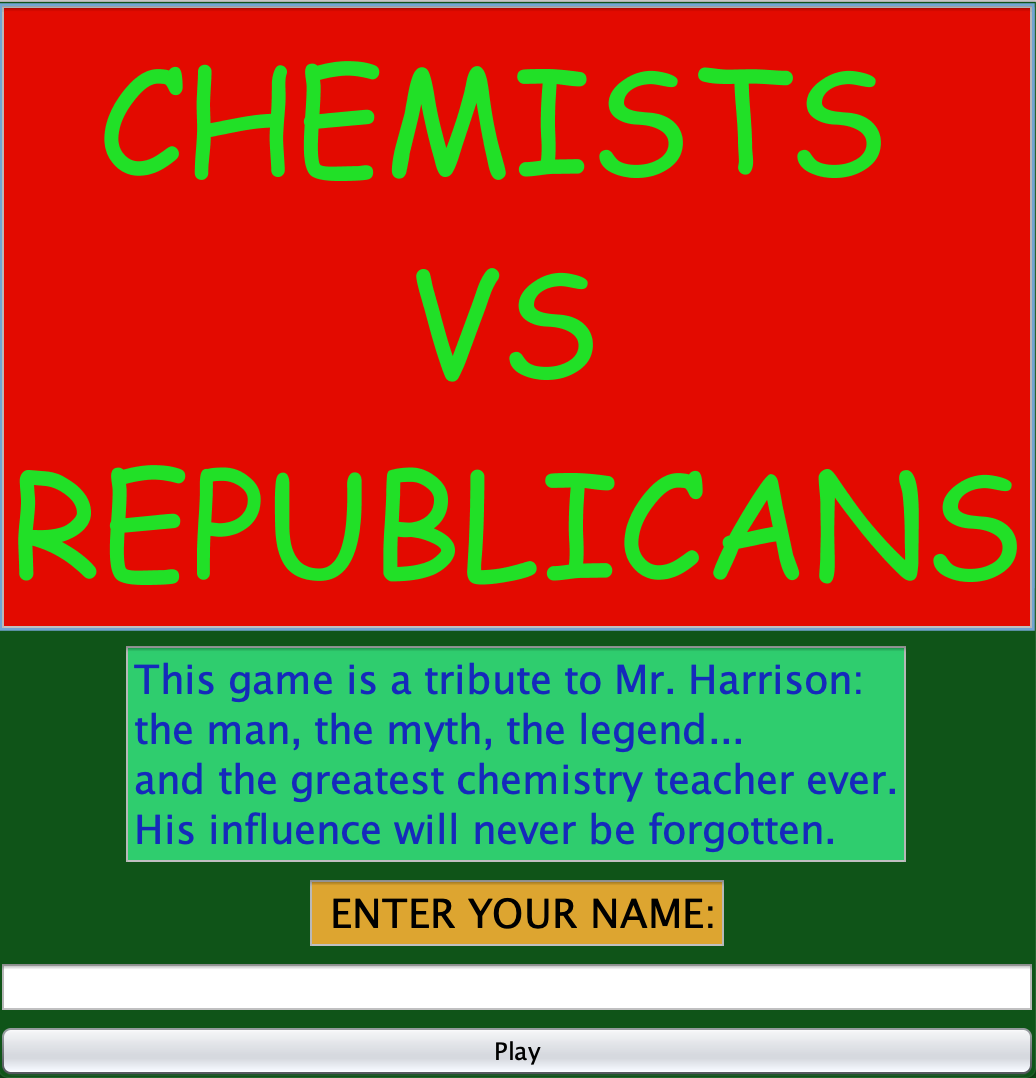 CHEMISTS
VS
REPUBLICANS
This game is a tribute to Mr. Harrison:
the man, the myth, the legend...
and the greatest chemistry teacher ever.
His influence will never be forgotten.
ENTER YOUR NAME:
Play